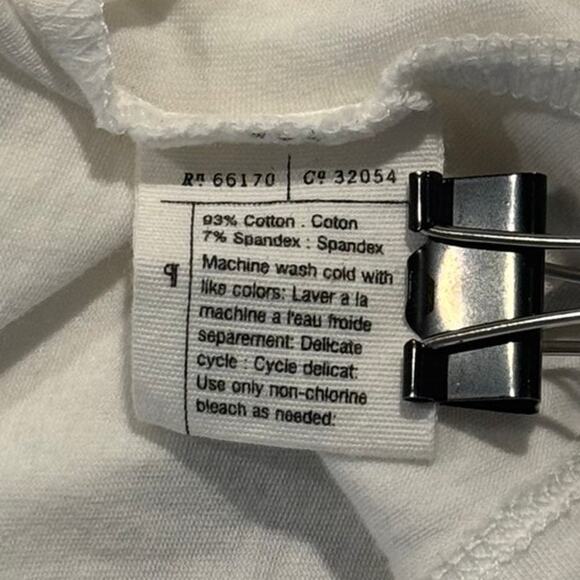 Rn 66170 | Ca 32054
93% Cotton . Coton
7% Spandex : Spandex
¶ Machine wash cold with
like colors: Laver a la
machine a l'eau froide
separement: Delicate
cycle : Cycle delicat:
Use only non-chlorine
bleach as needed: